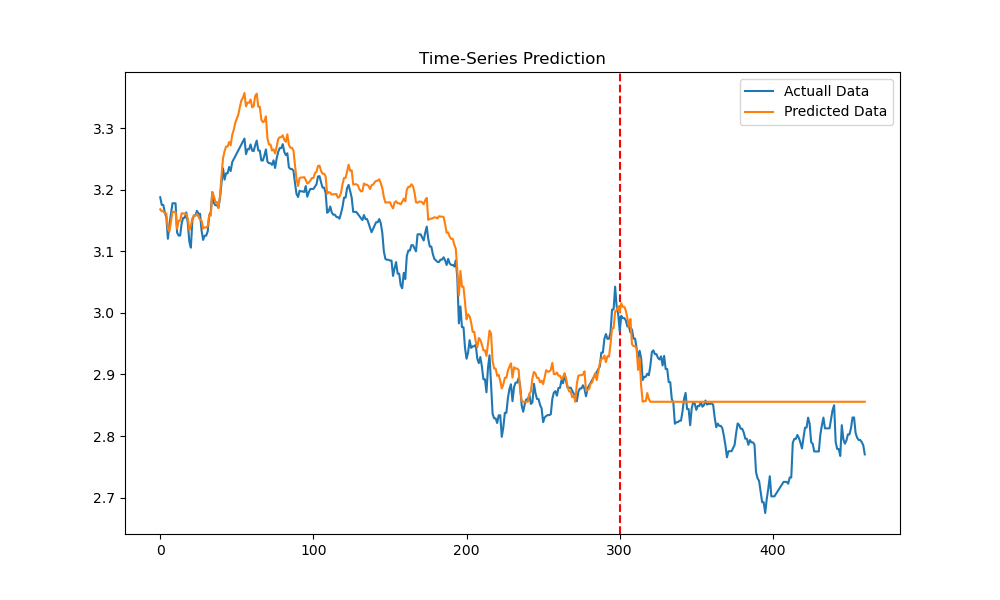 Time-Series Prediction
Actuall Data
Predicted Data
3.3
3.2
3.1
3.0
2.9
2.8
2.7
0 100 200 300 400